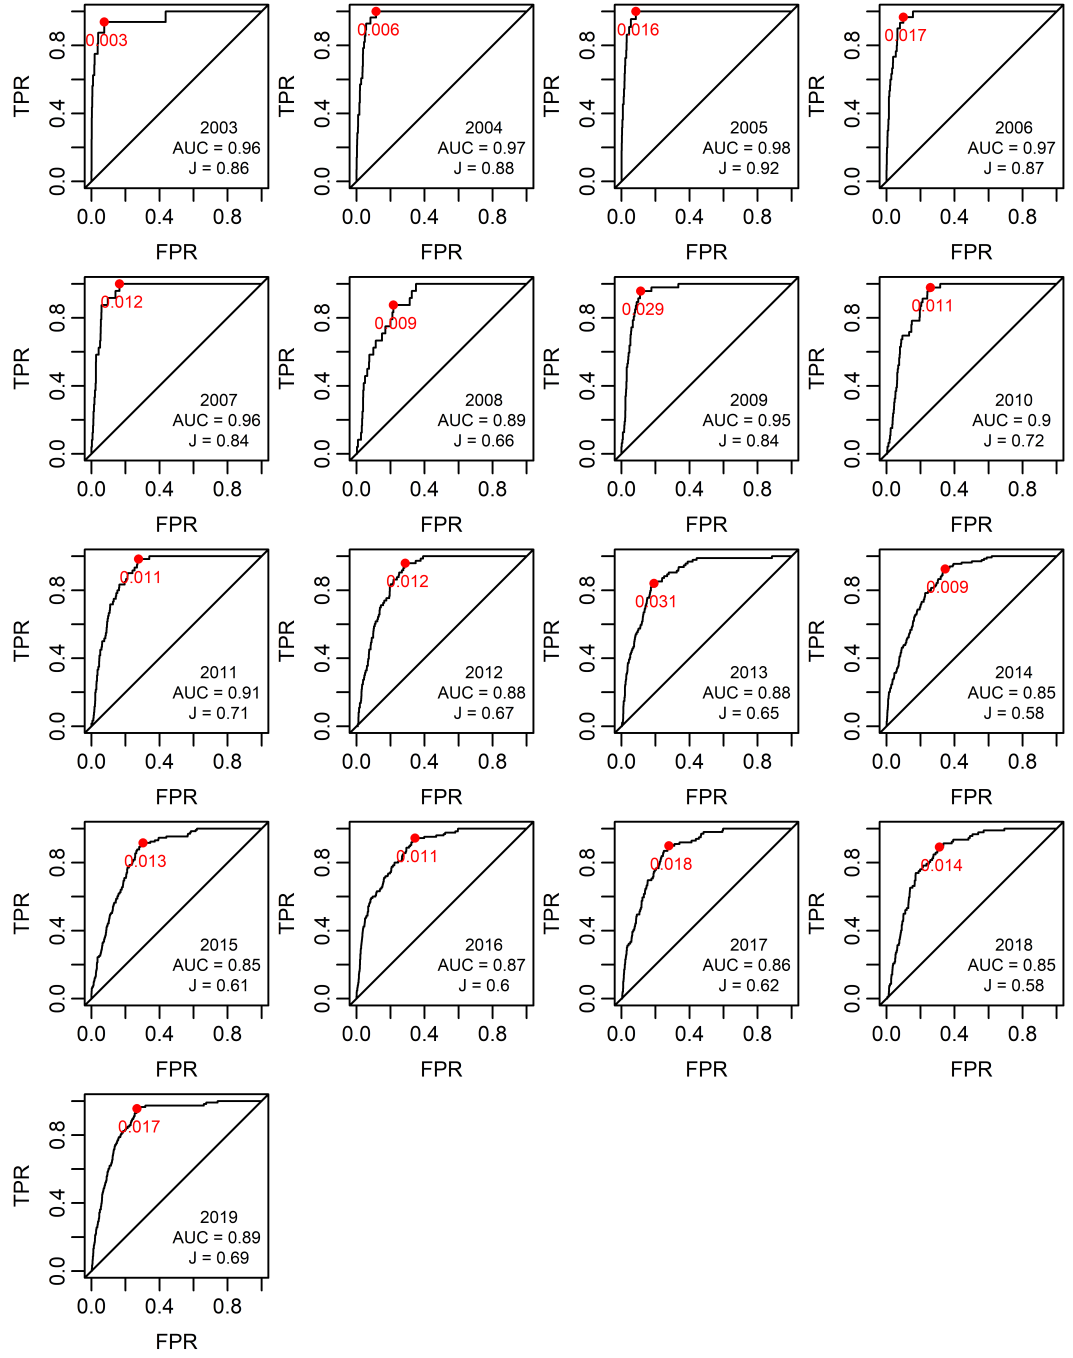 TPR
0.0
0.4
0.8
0.003
2003
AUC = 0.96
J = 0.86
0.0
0.4
0.8
FPR
TPR
0.0
0.4
0.8
0.006
2004
AUC = 0.97
J = 0.88
0.0
0.4
0.8
FPR
TPR
0.0
0.4
0.8
0.016
2005
AUC = 0.98
J = 0.92
0.0
0.4
0.8
FPR
TPR
0.0
0.4
0.8
0.017
2006
AUC = 0.97
J = 0.87
0.0
0.4
0.8
FPR
TPR
0.0
0.4
0.8
0.012
2007
AUC = 0.96
J = 0.84
0.0
0.4
0.8
FPR
TPR
0.0
0.4
0.8
0.009
2008
AUC = 0.89
J = 0.66
0.0
0.4
0.8
FPR
TPR
0.0
0.4
0.8
0.029
2009
AUC = 0.95
J = 0.84
0.0
0.4
0.8
FPR
TPR
0.0
0.4
0.8
0.011
2010
AUC = 0.9
J = 0.72
0.0
0.4
0.8
FPR
TPR
0.0
0.4
0.8
0.011
2011
AUC = 0.91
J = 0.71
0.0
0.4
0.8
FPR
TPR
0.0
0.4
0.8
0.012
2012
AUC = 0.88
J = 0.67
0.0
0.4
0.8
FPR
TPR
0.0
0.4
0.8
0.031
2013
AUC = 0.88
J = 0.65
0.0
0.4
0.8
FPR
TPR
0.0
0.4
0.8
0.009
2014
AUC = 0.85
J = 0.58
0.0
0.4
0.8
FPR
TPR
0.0
0.4
0.8
0.013
2015
AUC = 0.85
J = 0.61
0.0
0.4
0.8
FPR
TPR
0.0
0.4
0.8
0.011
2016
AUC = 0.87
J = 0.6
0.0
0.4
0.8
FPR
TPR
0.0
0.4
0.8
0.018
2017
AUC = 0.86
J = 0.62
0.0
0.4
0.8
FPR
TPR
0.0
0.4
0.8
0.014
2018
AUC = 0.85
J = 0.58
0.0
0.4
0.8
FPR
TPR
0.0
0.4
0.8
0.017
2019
AUC = 0.89
J = 0.69
0.0
0.4
0.8
FPR